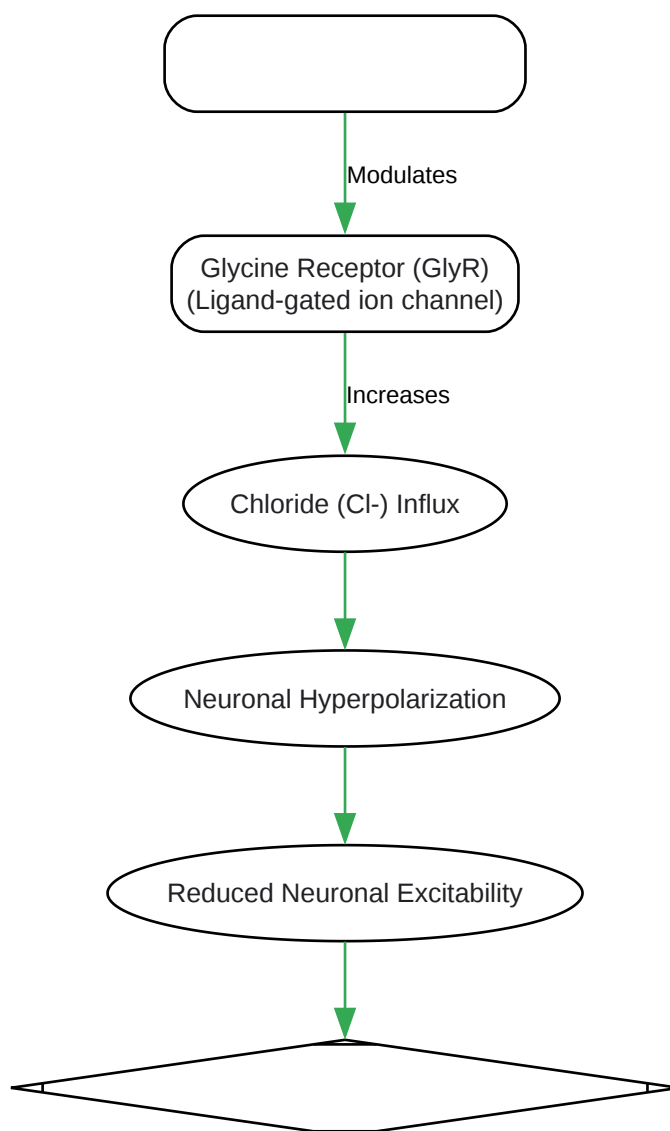 Modulates
Glycine Receptor (GlyR)
(Ligand-gated ion channel)
Increases
Chloride (Cl-) Influx
Neuronal Hyperpolarization
Reduced Neuronal Excitability